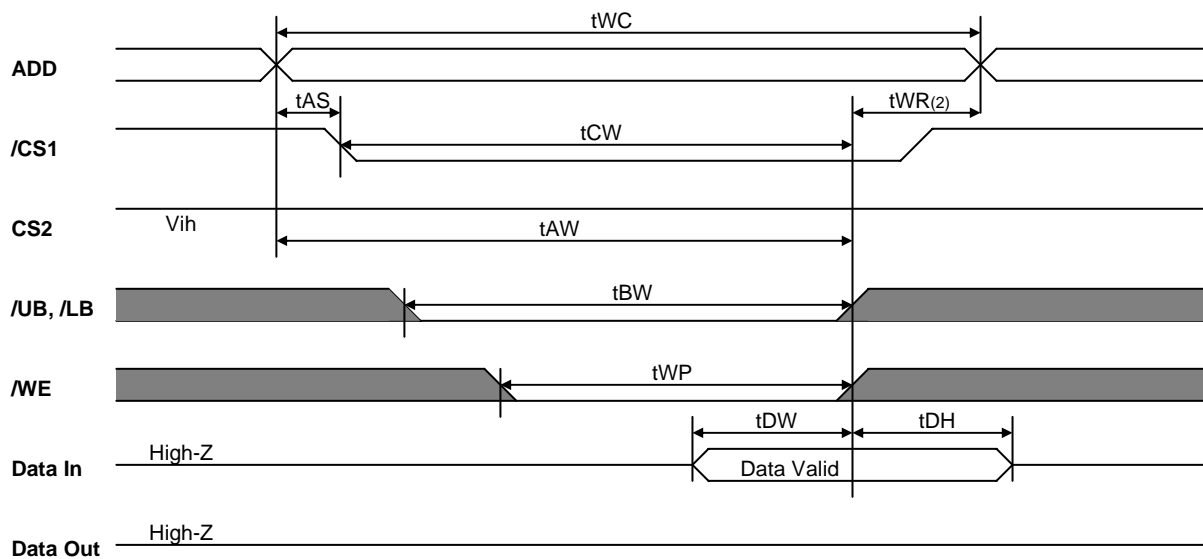 tWC
ADD
tAS
tWR(2)
/CS1
tCW
CS2
Vih
tAW
/UB, /LB
tBW
/WE
tWP
tDW
tDH
Data In
High-Z
Data Valid
Data Out
High-Z